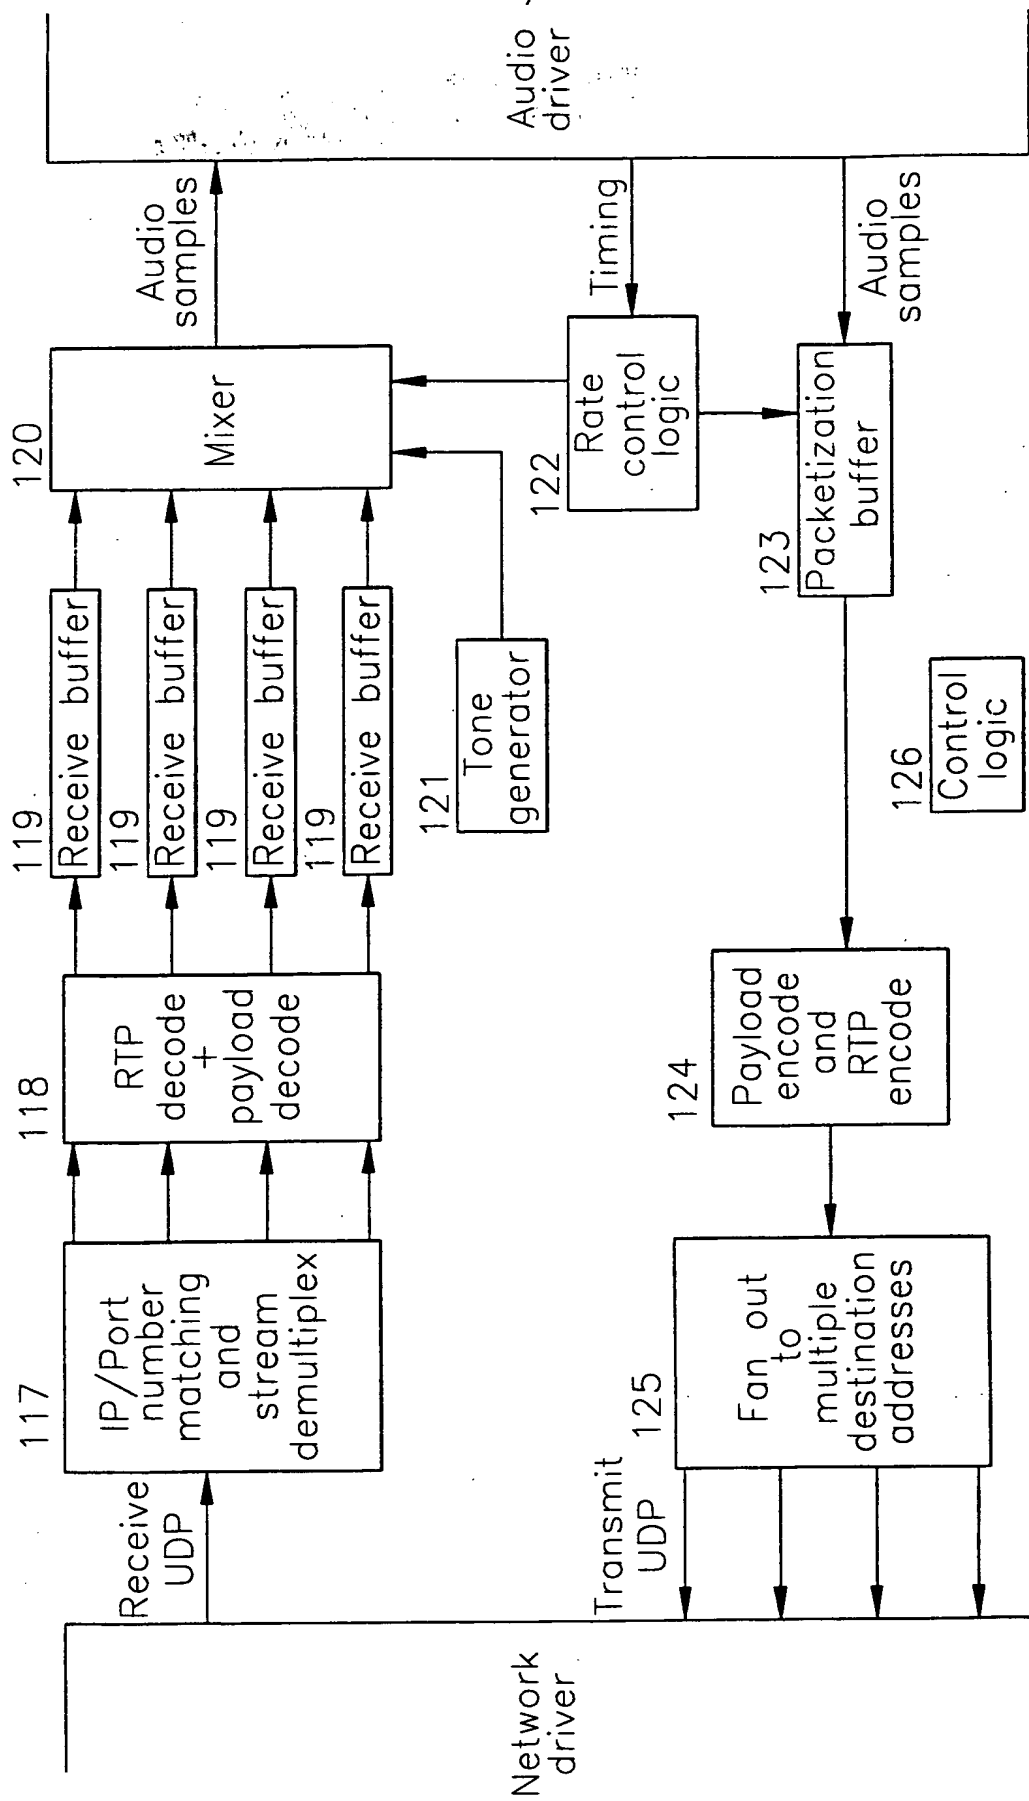 Network
driver
Receive
UDP
117
IP/Port
number
matching
and
stream
demultiplex
118
RTP
decode
+
payload
decode
119
Receive buffer
119
Receive buffer
119
Receive buffer
119
Receive buffer
120
Mixer
Audio
samples
121
Tone
generator
122
Rate
control
logic
Timing
Audio
driver
Audio
samples
123
Packetization
buffer
126
Control
logic
124
Payload
encode
and
RTP
encode
125
Fan out
to
multiple
destination
addresses
Transmit
UDP